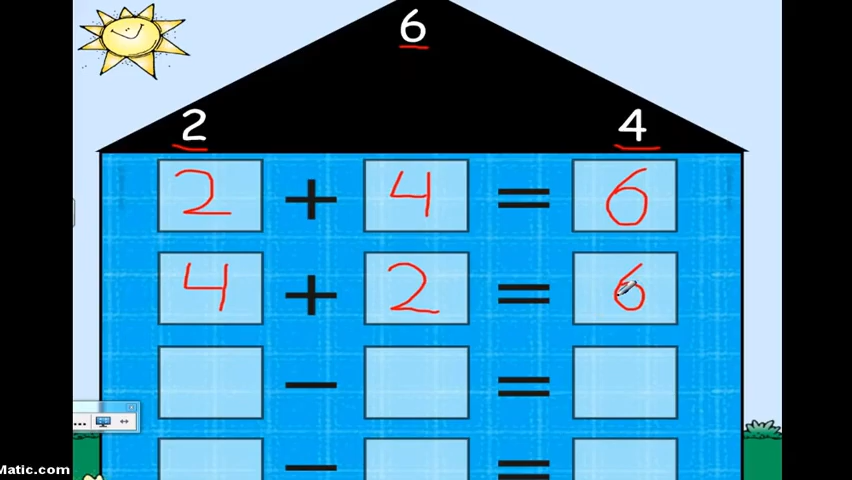 6
2 4
2 + 4 = 6
4 + 2 = 6
− =
− =
Matic.com